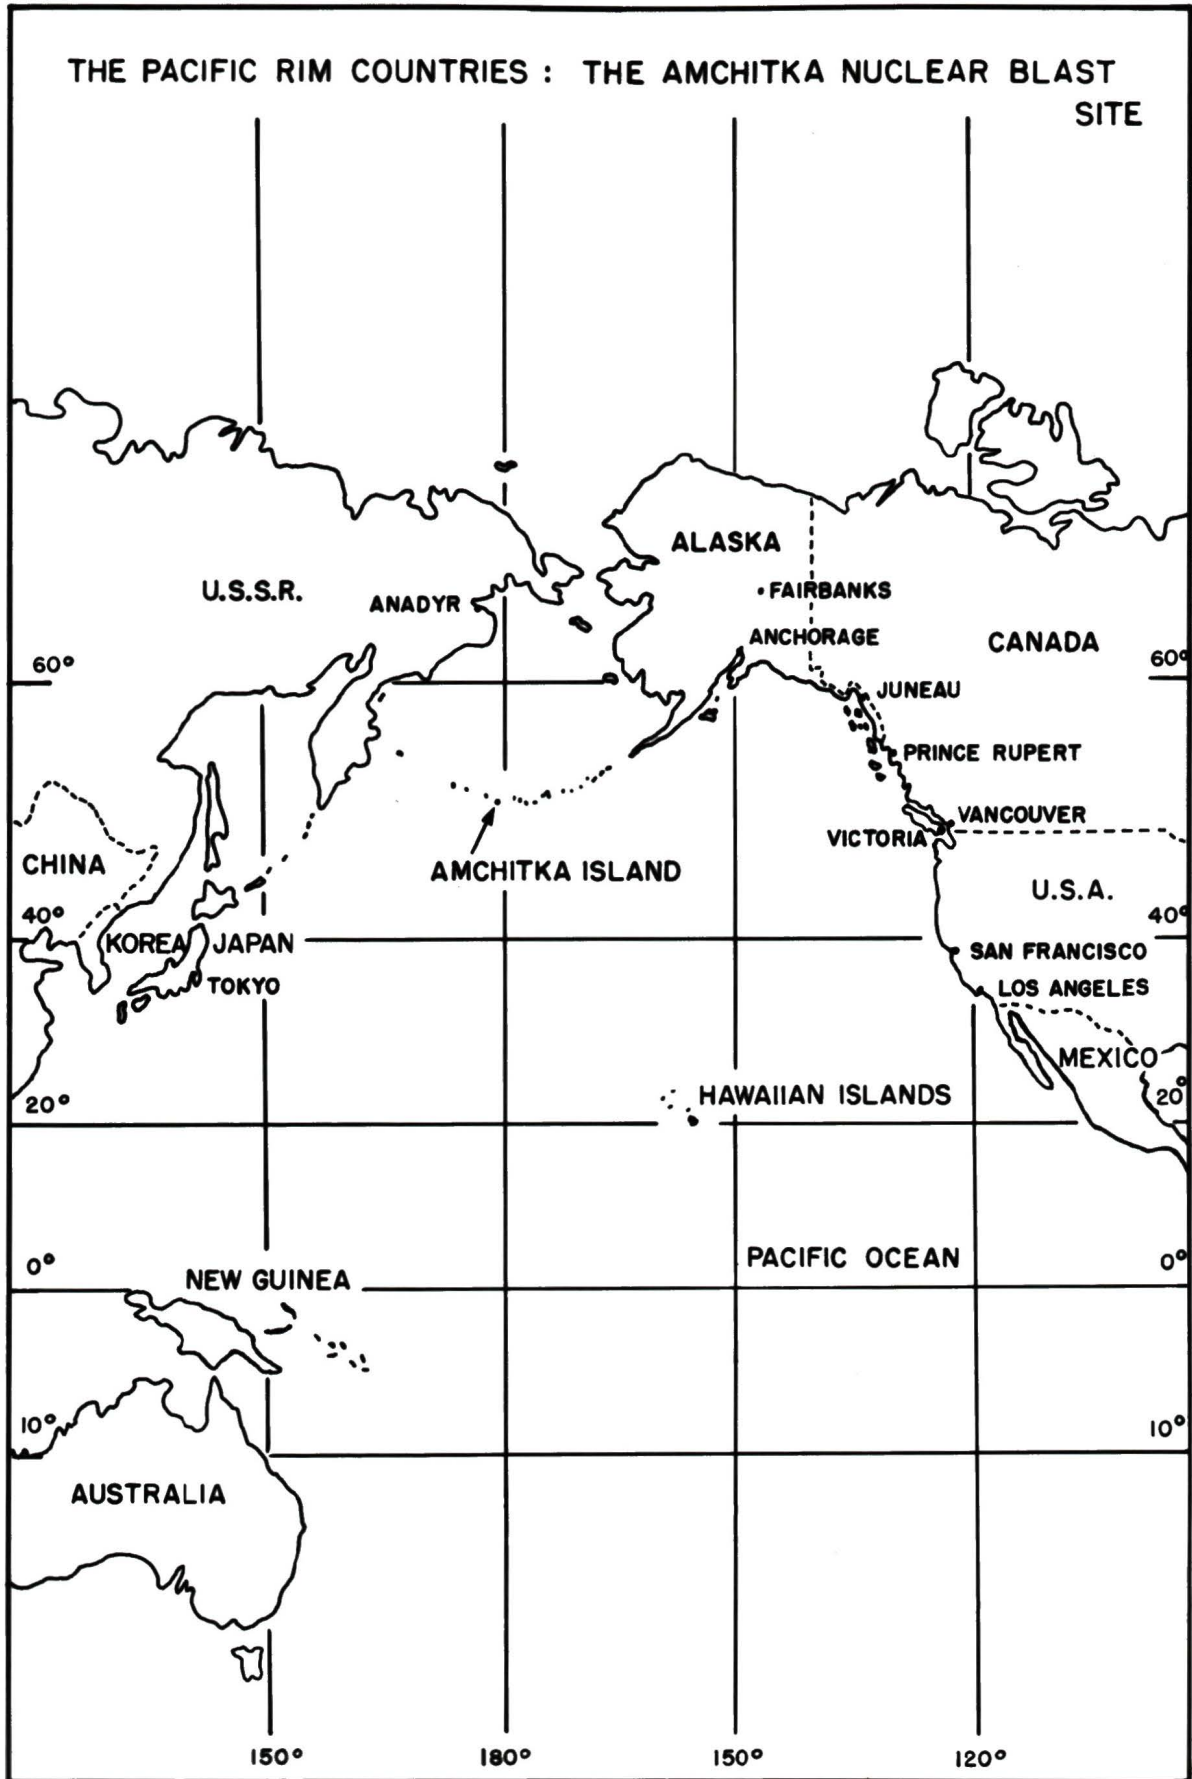 THE PACIFIC RIM COUNTRIES : THE AMCHITKA NUCLEAR BLAST
SITE
ALASKA
U.S.S.R.
ANADYR
FAIRBANKS
ANCHORAGE
CANADA
60°
60°
JUNEAU
PRINCE RUPERT
VANCOUVER
VICTORIA
CHINA
AMCHITKA ISLAND
U.S.A.
40°
40°
KOREA
JAPAN
SAN FRANCISCO
TOKYO
LOS ANGELES
MEXICO
20°
HAWAIIAN ISLANDS
20°
0°
PACIFIC OCEAN
0°
NEW GUINEA
10°
10°
AUSTRALIA
150°
180°
150°
120°